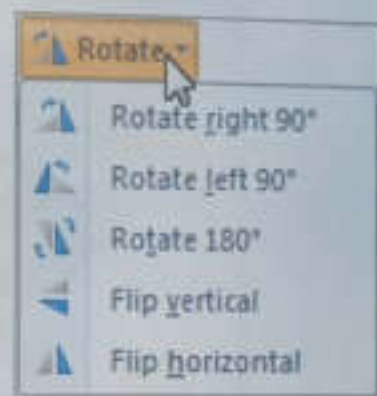 Rotate
Rotate right 90°
Rotate left 90°
Rotate 180°
Flip vertical
Flip horizontal